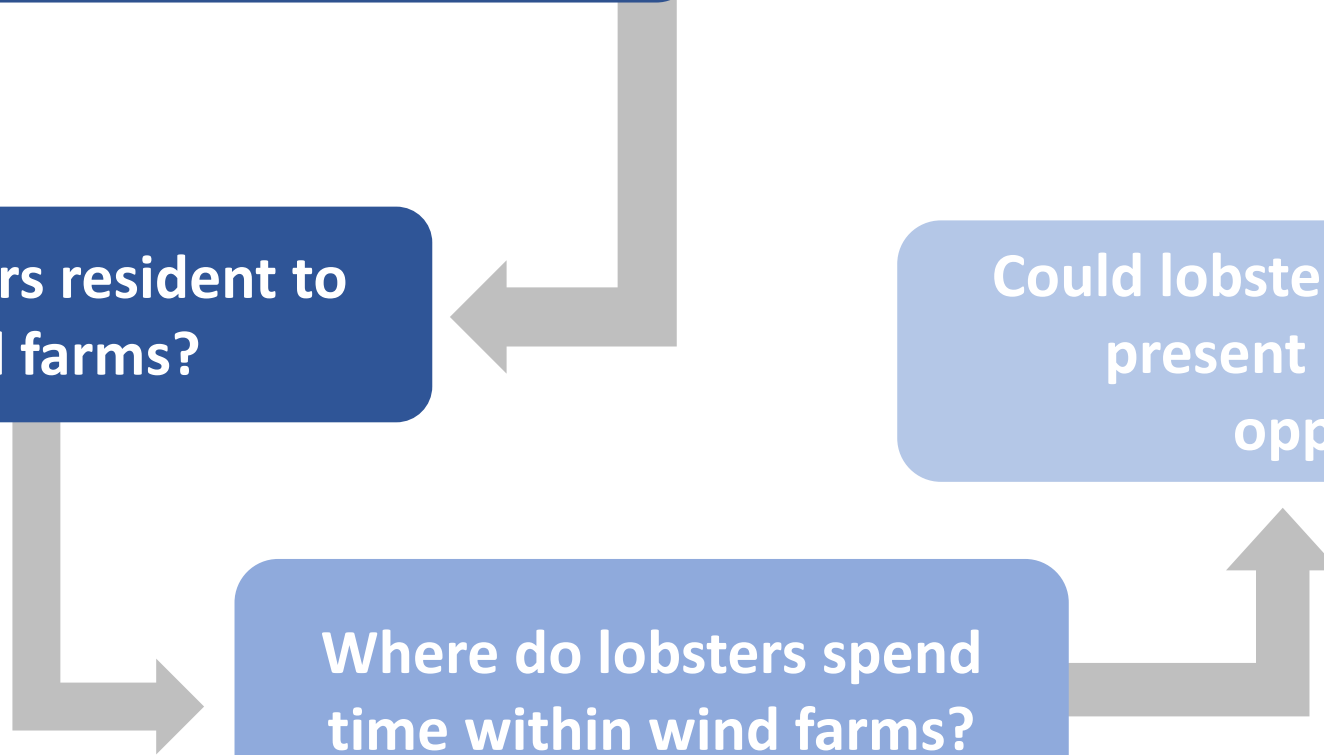 rs resident to
farms?
Could lobste
present
opp
Where do lobsters spend
time within wind farms?